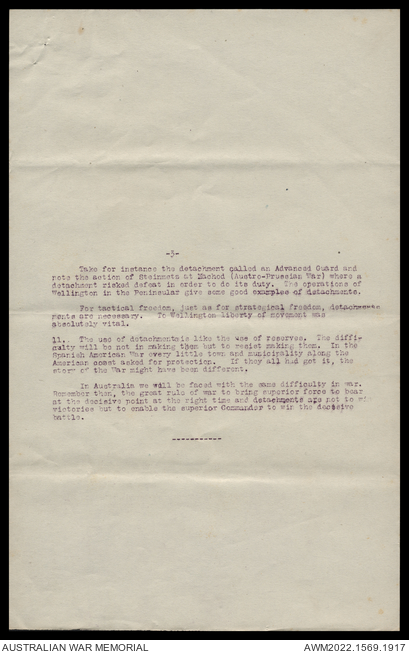 -3-
Take for instance the detachment called an Advanced Guard and
note the action of Steinmets at Nachod (Austro-Prussian War) where a
detachment risked defeat in order to do its duty. The operations of
Wellington in the Peninsular give some good examples of detachments.
For tactical freedom, just as for strategical freedom, detachments
ments are necessary. To Wellington liberty of movement was
absolutely vital.
11. The use of detachments is like the use of reserves. The diffi-
culty will be not in making them but to resist making them. In the
Spanish American War every little town and municipality along the
American coast asked for protection. If they all had got it, the
story of the War might have been different.
In Australia we will be faced with the same difficulty in war.
Remember then, the great rule of war to bring superior force to bear
at the decisive point at the right time and detachments are not to
victories but to enable the superior Commander to win the decisive
battle.
-----------
AUSTRALIAN WAR MEMORIAL
AWM2022.1569.1917